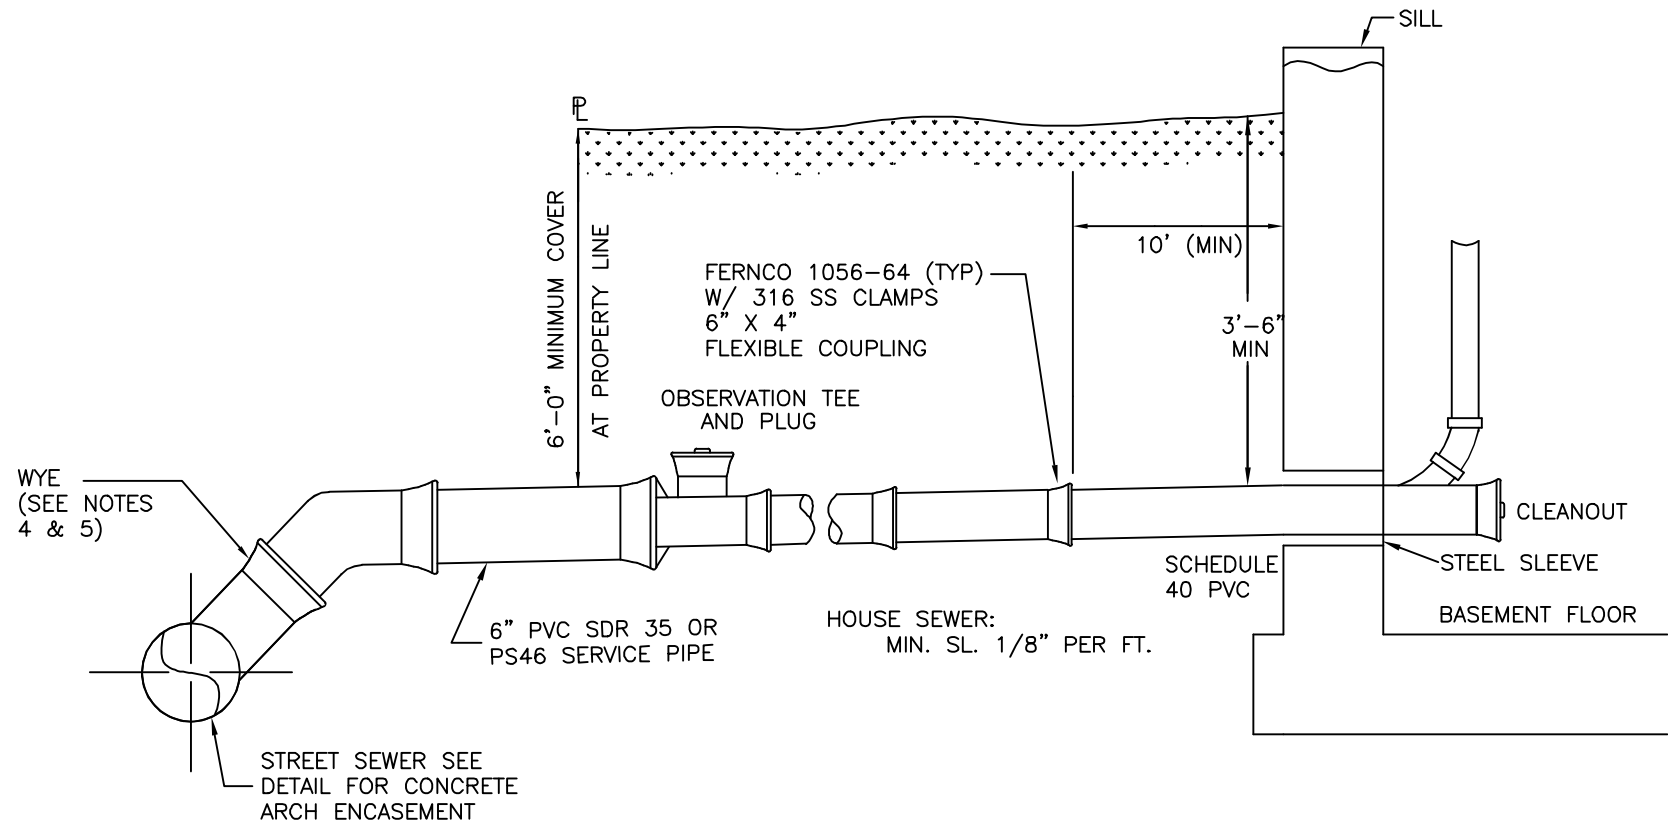 SILL
PL
6'-0" MINIMUM COVER
AT PROPERTY LINE
10' (MIN)
FERNCO 1056-64 (TYP)
W/ 316 SS CLAMPS
6" X 4"
FLEXIBLE COUPLING
3'-6"
MIN
OBSERVATION TEE
AND PLUG
WYE
(SEE NOTES
4 & 5)
CLEANOUT
SCHEDULE
40 PVC
STEEL SLEEVE
BASEMENT FLOOR
6" PVC SDR 35 OR
PS46 SERVICE PIPE
HOUSE SEWER:
MIN. SL. 1/8" PER FT.
STREET SEWER SEE
DETAIL FOR CONCRETE
ARCH ENCASEMENT